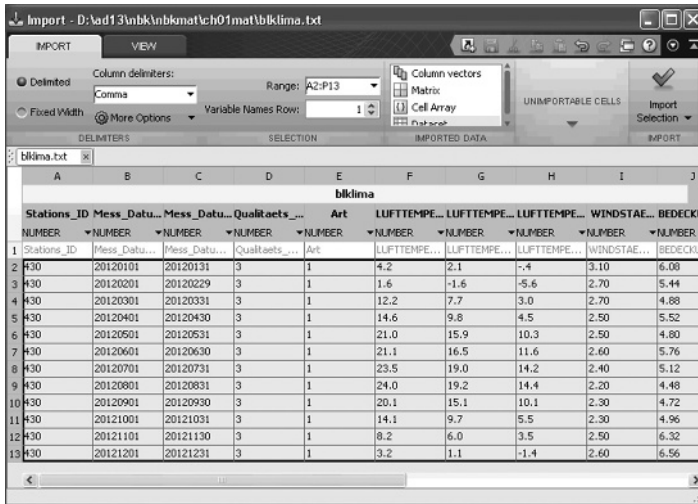 Import - D:\ad13\nbk\nbkmat\ch01mat\blklima.txt
IMPORT VIEW
Delimited
Fixed Width
Column delimiters:
Comma
More Options
DELIMITERS
Range: A2:P13
Variable Names Row: 1
SELECTION
Column vectors
Matrix
Cell Array
Dataset
IMPORTED DATA
UNIMPORTABLE CELLS
Import
Selection
IMPORT
blklima.txt
A B C D E F G H I J
blklima
Stations_ID Mess_Datu... Mess_Datu... Qualitaets_... Art LUFTTEMPE... LUFTTEMPE... LUFTTEMPE... WINDSTAE... BEDECK
NUMBER NUMBER NUMBER NUMBER NUMBER NUMBER NUMBER NUMBER NUMBER NUMBER
1 Stations_ID Mess_Datu... Mess_Datu... Qualitaets_... Art LUFTTEMPE... LUFTTEMPE... LUFTTEMPE... WINDSTAE... BEDECKU
2 430 20120101 20120131 3 1 4.2 2.1 -.4 3.10 6.08
3 430 20120201 20120229 3 1 1.6 -1.6 -5.6 2.70 5.44
4 430 20120301 20120331 3 1 12.2 7.7 3.0 2.70 4.88
5 430 20120401 20120430 3 1 14.6 9.8 4.5 2.50 5.52
6 430 20120501 20120531 3 1 21.0 15.9 10.3 2.50 4.80
7 430 20120601 20120630 3 1 21.1 16.5 11.6 2.60 5.76
8 430 20120701 20120731 3 1 23.5 19.0 14.2 2.40 5.12
9 430 20120801 20120831 3 1 24.0 19.2 14.4 2.20 4.48
10 430 20120901 20120930 3 1 20.1 15.1 10.1 2.30 4.72
11 430 20121001 20121031 3 1 14.1 9.7 5.5 2.30 4.96
12 430 20121101 20121130 3 1 8.2 6.0 3.5 2.50 6.32
13 430 20121201 20121231 3 1 3.2 1.1 -1.4 2.60 6.56